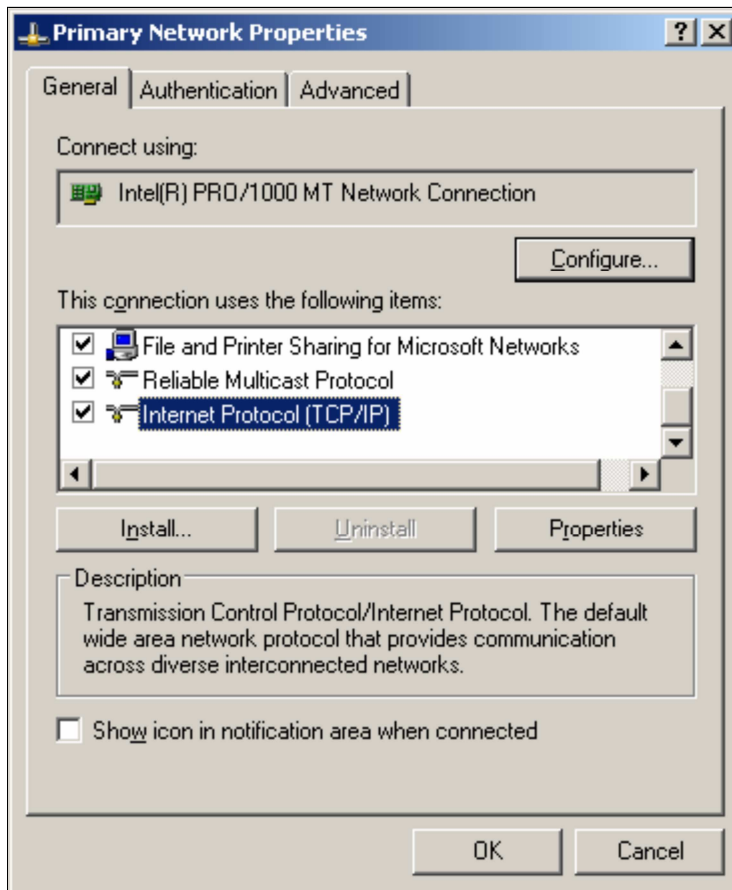 Primary Network Properties
General Authentication Advanced
Connect using:
Intel(R) PRO/1000 MT Network Connection
Configure...
This connection uses the following items:
File and Printer Sharing for Microsoft Networks
Reliable Multicast Protocol
Internet Protocol (TCP/IP)
Install... Uninstall Properties
Description
Transmission Control Protocol/Internet Protocol. The default
wide area network protocol that provides communication
across diverse interconnected networks.
Show icon in notification area when connected
OK Cancel